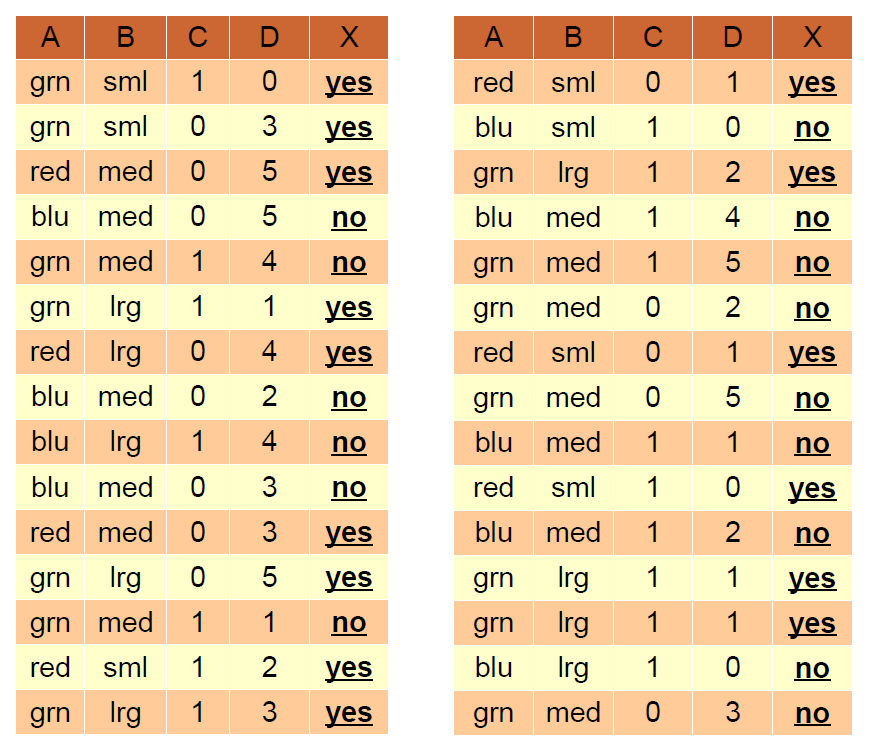 A B C D X
grn sml 1 0 yes
grn sml 0 3 yes
red med 0 5 yes
blu med 0 5 no
grn med 1 4 no
grn lrg 1 1 yes
red lrg 0 4 yes
blu med 0 2 no
blu lrg 1 4 no
blu med 0 3 no
red med 0 3 yes
grn lrg 0 5 yes
grn med 1 1 no
red sml 1 2 yes
grn lrg 1 3 yes
A B C D X
red sml 0 1 yes
blu sml 1 0 no
grn lrg 1 2 yes
blu med 1 4 no
grn med 1 5 no
grn med 0 2 no
red sml 0 1 yes
grn med 0 5 no
blu med 1 1 no
red sml 1 0 yes
blu med 1 2 no
grn lrg 1 1 yes
grn lrg 1 1 yes
blu lrg 1 0 no
grn med 0 3 no